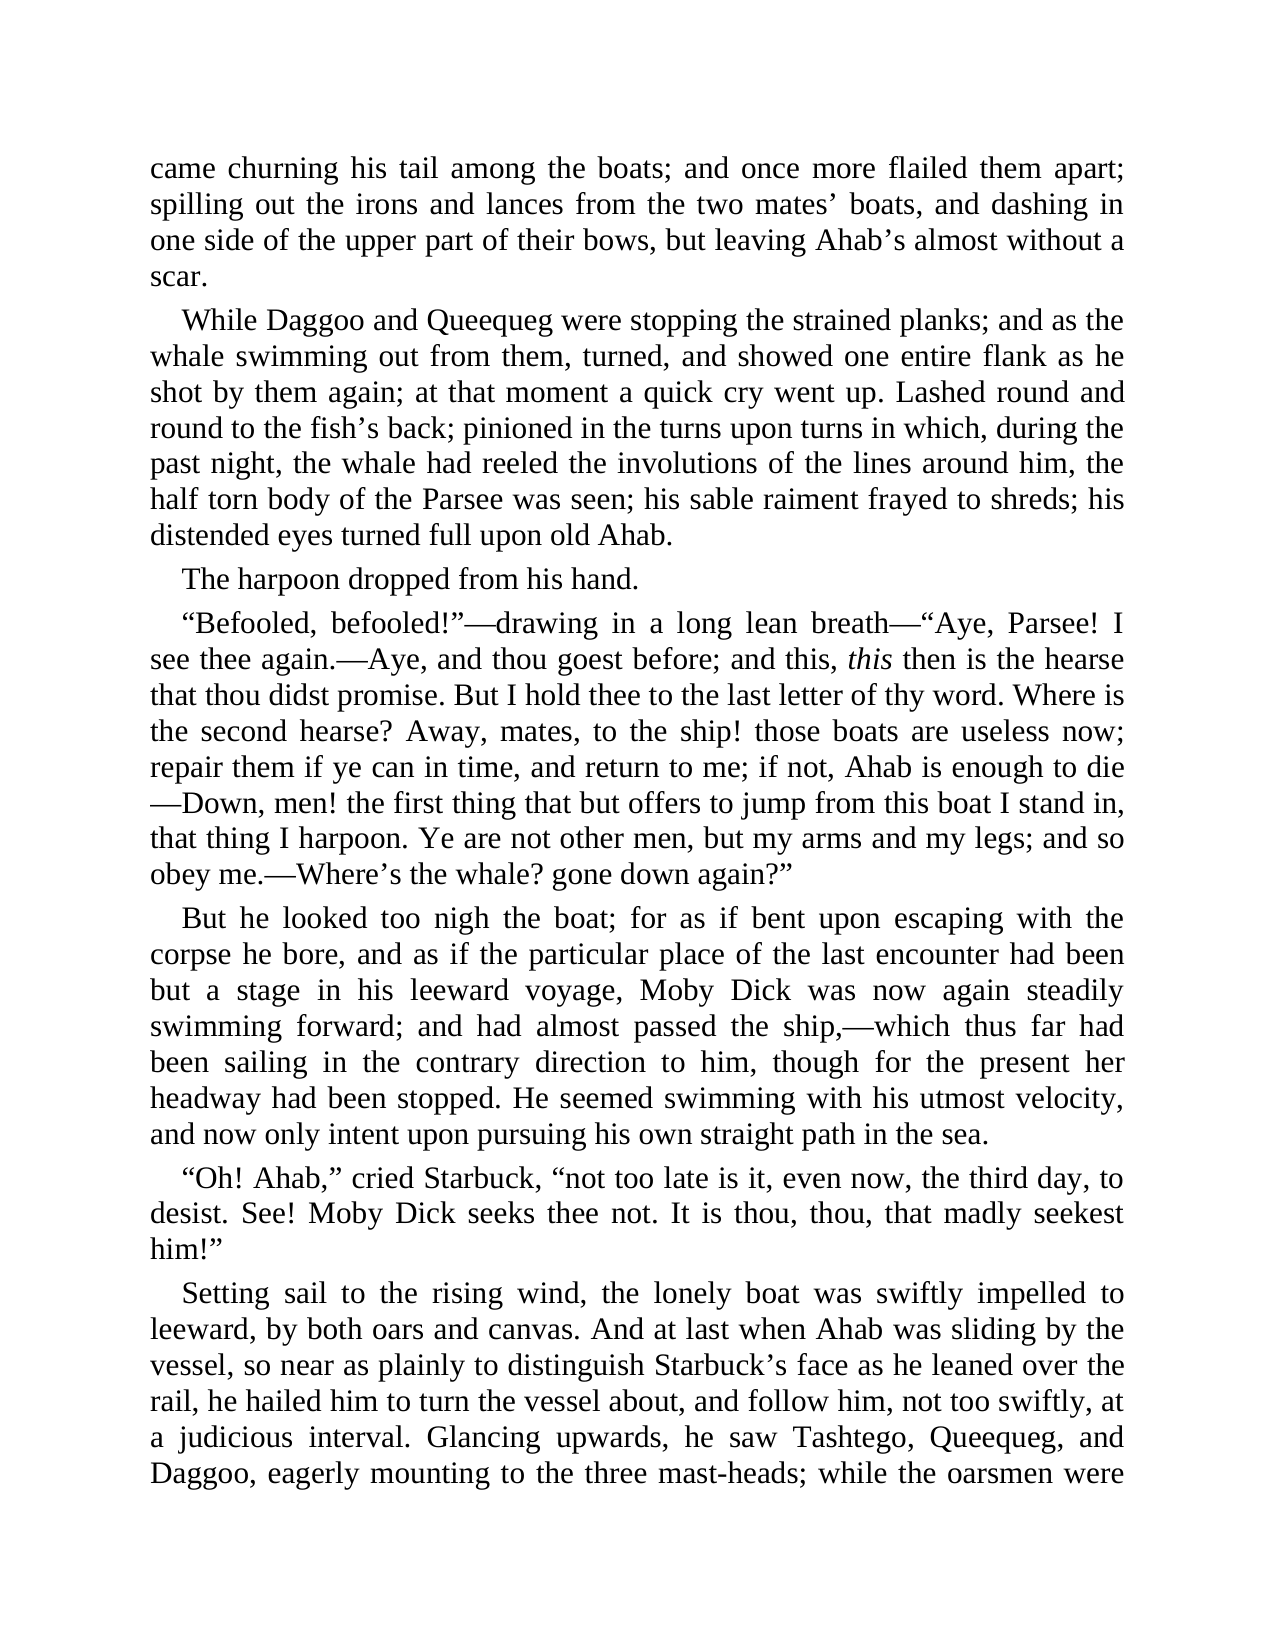 came churning his tail among the boats; and once more flailed them apart;
spilling out the irons and lances from the two mates’ boats, and dashing in
one side of the upper part of their bows, but leaving Ahab’s almost without a
scar.
While Daggoo and Queequeg were stopping the strained planks; and as the
whale swimming out from them, turned, and showed one entire flank as he
shot by them again; at that moment a quick cry went up. Lashed round and
round to the fish’s back; pinioned in the turns upon turns in which, during the
past night, the whale had reeled the involutions of the lines around him, the
half torn body of the Parsee was seen; his sable raiment frayed to shreds; his
distended eyes turned full upon old Ahab.
The harpoon dropped from his hand.
“Befooled, befooled!”—drawing in a long lean breath—“Aye, Parsee! I
see thee again.—Aye, and thou goest before; and this, this then is the hearse
that thou didst promise. But I hold thee to the last letter of thy word. Where is
the second hearse? Away, mates, to the ship! those boats are useless now;
repair them if ye can in time, and return to me; if not, Ahab is enough to die
—Down, men! the first thing that but offers to jump from this boat I stand in,
that thing I harpoon. Ye are not other men, but my arms and my legs; and so
obey me.—Where’s the whale? gone down again?”
But he looked too nigh the boat; for as if bent upon escaping with the
corpse he bore, and as if the particular place of the last encounter had been
but a stage in his leeward voyage, Moby Dick was now again steadily
swimming forward; and had almost passed the ship,—which thus far had
been sailing in the contrary direction to him, though for the present her
headway had been stopped. He seemed swimming with his utmost velocity,
and now only intent upon pursuing his own straight path in the sea.
“Oh! Ahab,” cried Starbuck, “not too late is it, even now, the third day, to
desist. See! Moby Dick seeks thee not. It is thou, thou, that madly seekest
him!”
Setting sail to the rising wind, the lonely boat was swiftly impelled to
leeward, by both oars and canvas. And at last when Ahab was sliding by the
vessel, so near as plainly to distinguish Starbuck’s face as he leaned over the
rail, he hailed him to turn the vessel about, and follow him, not too swiftly, at
a judicious interval. Glancing upwards, he saw Tashtego, Queequeg, and
Daggoo, eagerly mounting to the three mast-heads; while the oarsmen were